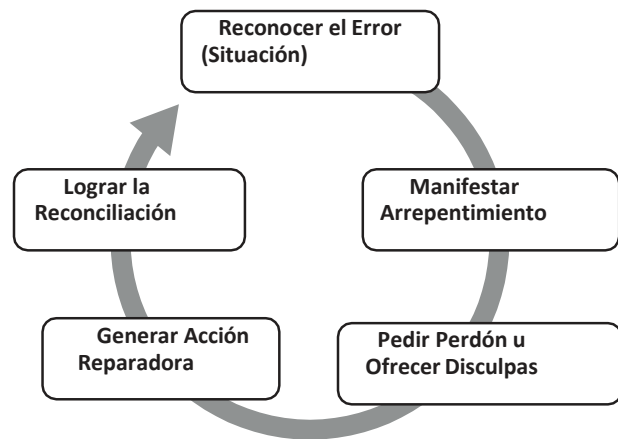 Reconocer el Error
(Situación)
Manifestar
Arrepentimiento
Pedir Perdón u
Ofrecer Disculpas
Generar Acción
Reparadora
Lograr la
Reconciliación